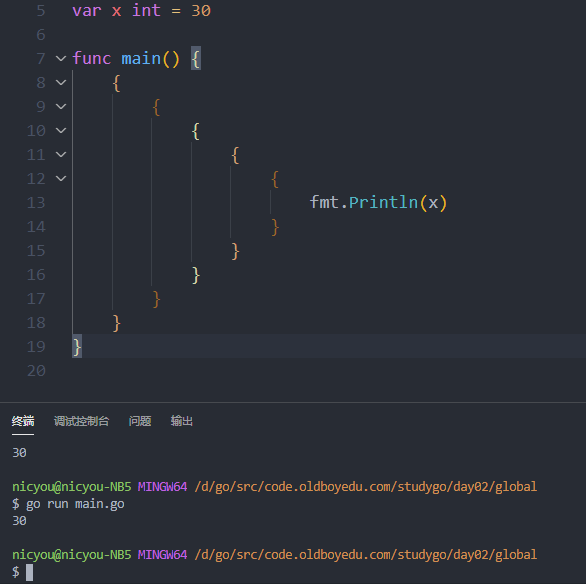 5 var x int = 30
6
7 func main() {
8 {
9 {
10 {
11 {
12 {
13 fmt.Println(x)
14 }
15 }
16 }
17 }
18 }
19 }
20
终端 调试控制台 问题 输出
30
nicyou@nicyou-NB5 MINGW64 /d/go/src/code.oldboyedu.com/studygo/day02/global
$ go run main.go
30
nicyou@nicyou-NB5 MINGW64 /d/go/src/code.oldboyedu.com/studygo/day02/global
$